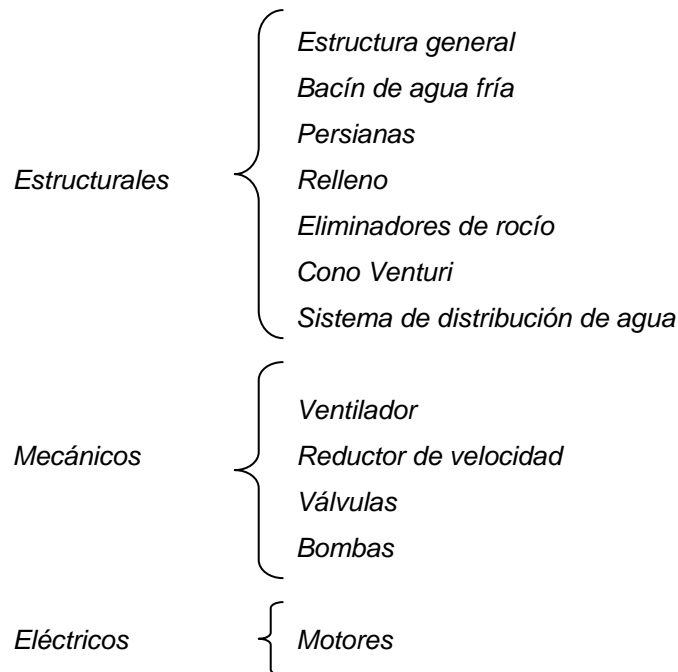 Estructura general
Bacín de agua fría
Persianas
Estructurales
Relleno
Eliminadores de rocío
Cono Venturi
Sistema de distribución de agua
Ventilador
Mecánicos
Reductor de velocidad
Válvulas
Bombas
Eléctricos
Motores